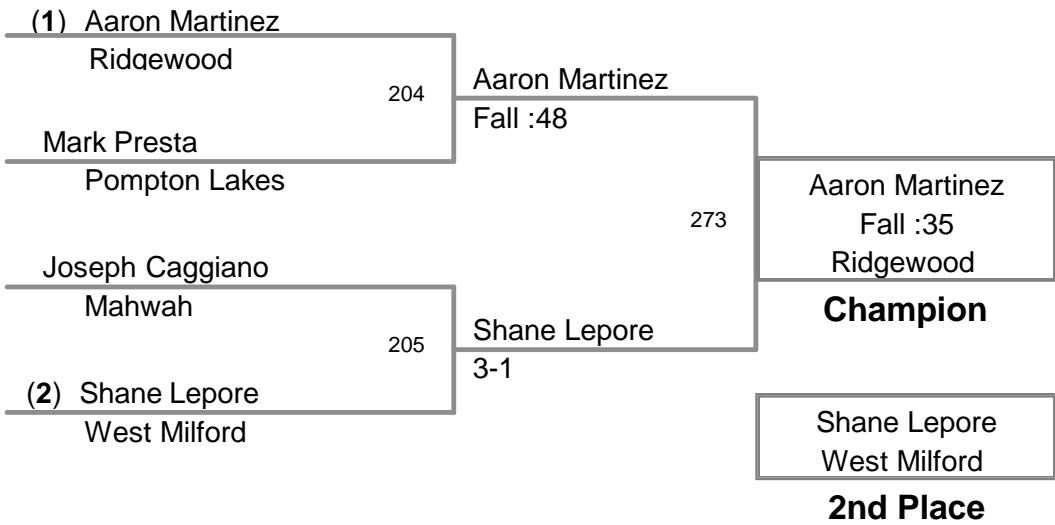 (1) Aaron Martinez
Ridgewood
204
Aaron Martinez
Fall :48
Mark Presta
Pompton Lakes
273
Aaron Martinez
Fall :35
Ridgewood
Champion
Joseph Caggiano
Mahwah
205
Shane Lepore
3-1
(2) Shane Lepore
West Milford
Shane Lepore
West Milford
2nd Place